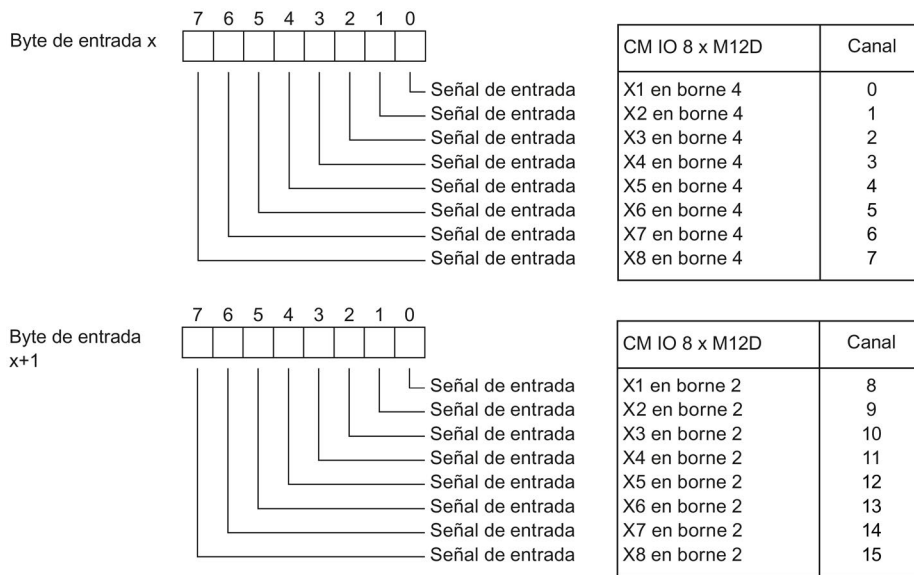 7 6 5 4 3 2 1 0
Byte de entrada x
CM IO 8 x M12D Canal
Señal de entrada X1 en borne 4 0
Señal de entrada X2 en borne 4 1
Señal de entrada X3 en borne 4 2
Señal de entrada X4 en borne 4 3
Señal de entrada X5 en borne 4 4
Señal de entrada X6 en borne 4 5
Señal de entrada X7 en borne 4 6
Señal de entrada X8 en borne 4 7
7 6 5 4 3 2 1 0
Byte de entrada
x+1
CM IO 8 x M12D Canal
Señal de entrada X1 en borne 2 8
Señal de entrada X2 en borne 2 9
Señal de entrada X3 en borne 2 10
Señal de entrada X4 en borne 2 11
Señal de entrada X5 en borne 2 12
Señal de entrada X6 en borne 2 13
Señal de entrada X7 en borne 2 14
Señal de entrada X8 en borne 2 15